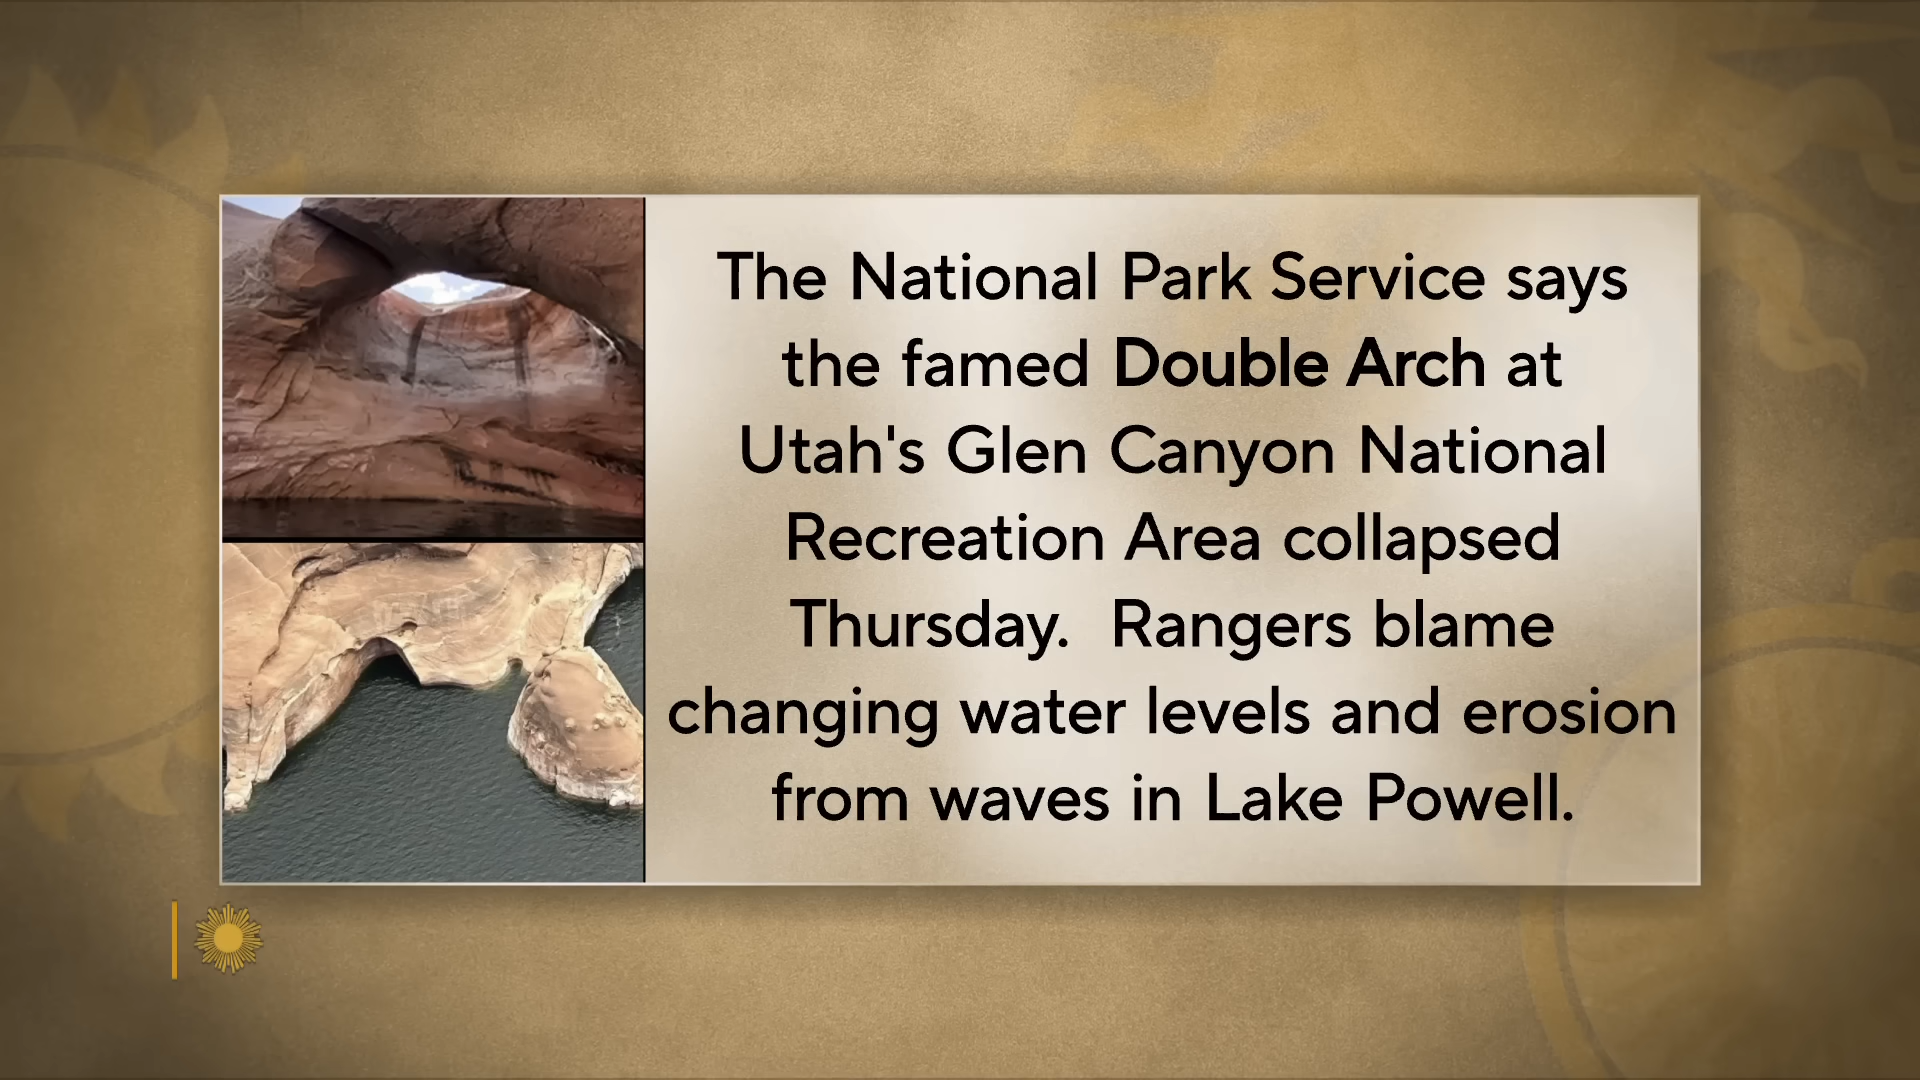 The National Park Service says
the famed Double Arch at
Utah's Glen Canyon National
Recreation Area collapsed
Thursday.  Rangers blame
changing water levels and erosion
from waves in Lake Powell.